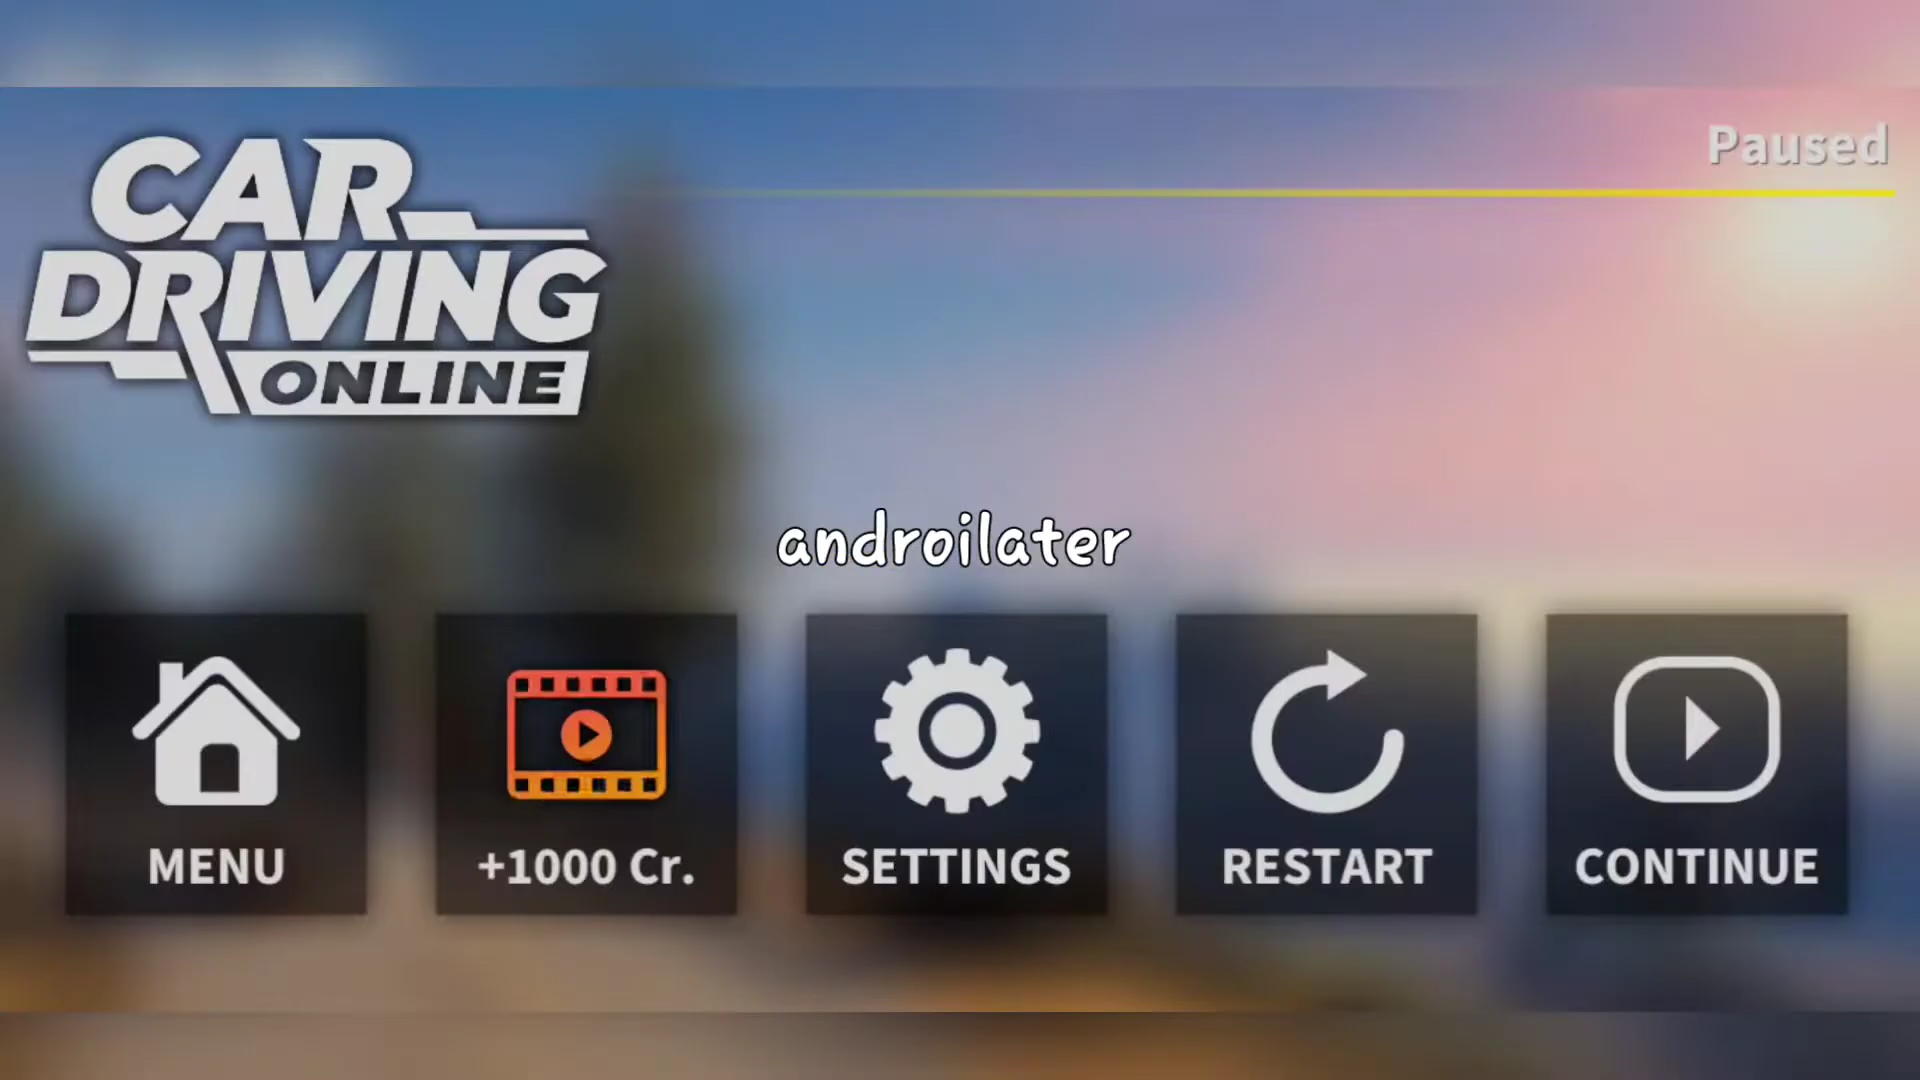 CAR
DRIVING
ONLINE
Paused
androilater
MENU
+1000 Cr.
SETTINGS
RESTART
CONTINUE